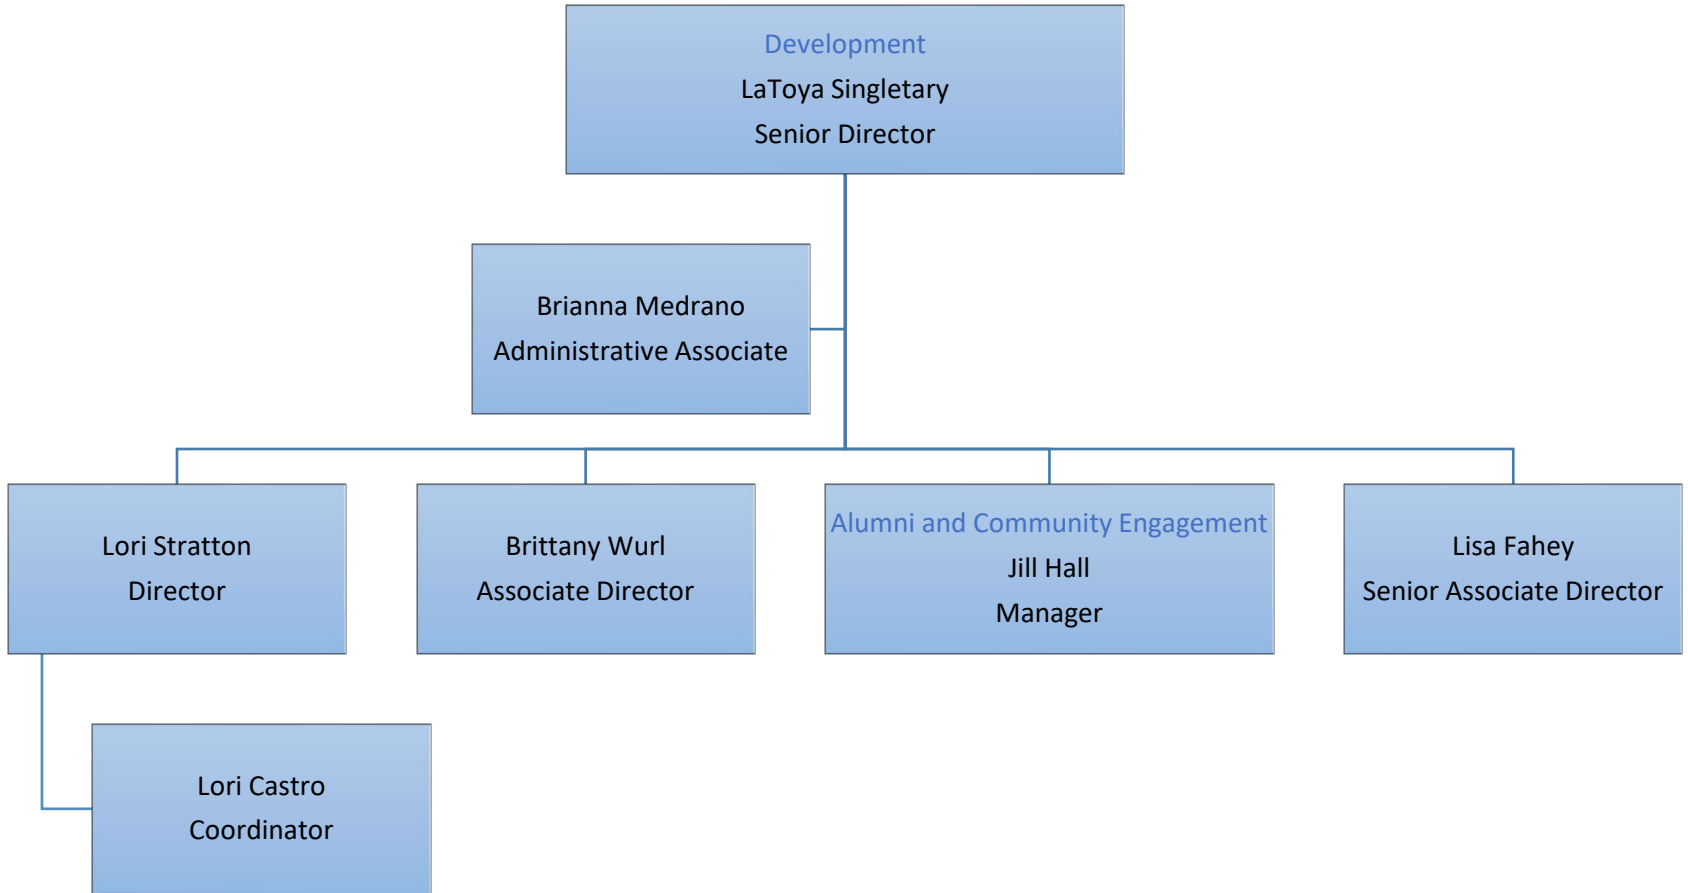 Development
LaToya Singletary
Senior Director
Brianna Medrano
Administrative Associate
Lori Stratton
Director
Brittany Wurl
Associate Director
Alumni and Community Engagement
Jill Hall
Manager
Lisa Fahey
Senior Associate Director
Lori Castro
Coordinator